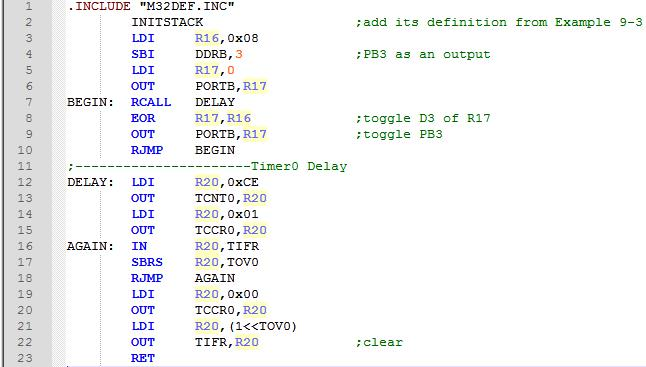 1 .INCLUDE "M32DEF.INC"
2 INITSTACK ;add its definition from Example 9-3
3 LDI R16,0x08
4 SBI DDRB,3 ;PB3 as an output
5 LDI R17,0
6 OUT PORTB,R17
7 BEGIN: RCALL DELAY
8 EOR R17,R16 ;toggle D3 of R17
9 OUT PORTB,R17 ;toggle PB3
10 RJMP BEGIN
11 ;----------------------Timer0 Delay
12 DELAY: LDI R20,0xCE
13 OUT TCNT0,R20
14 LDI R20,0x01
15 OUT TCCR0,R20
16 AGAIN: IN R20,TIFR
17 SBRS R20,TOV0
18 RJMP AGAIN
19 LDI R20,0x00
20 OUT TCCR0,R20
21 LDI R20,(1<<TOV0)
22 OUT TIFR,R20 ;clear
23 RET